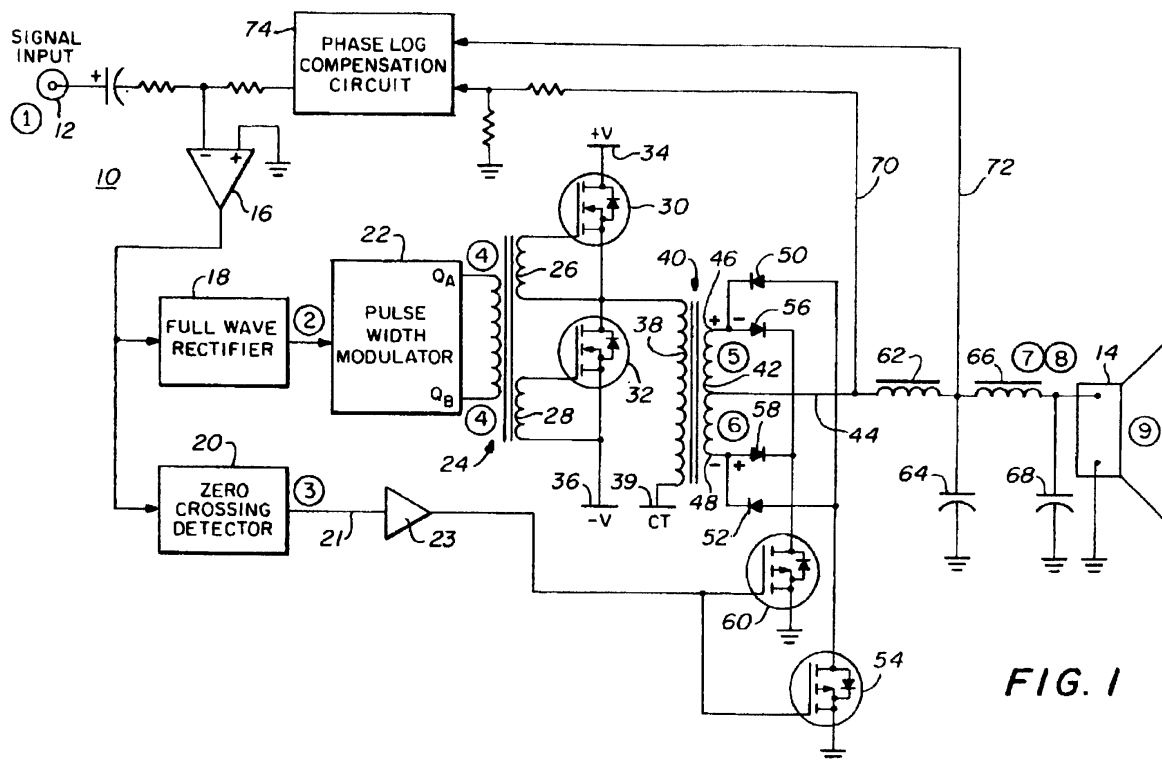 74
SIGNAL
INPUT
PHASE LOG
COMPENSATION
CIRCUIT
+
①
12
- +
+V
34
10
16
30
70
72
22
④
18
QA
26
40
46
50
FULL WAVE
RECTIFIER
②
PULSE
WIDTH
MODULATOR
38
+ -
56
⑤
62
66
⑦ ⑧
14
42
32
QB
28
⑥
58
44
⑨
④
24
- +
48
20
36
39
64
68
ZERO
CROSSING
DETECTOR
③
-V
CT
52
21
23
60
54
FIG. 1